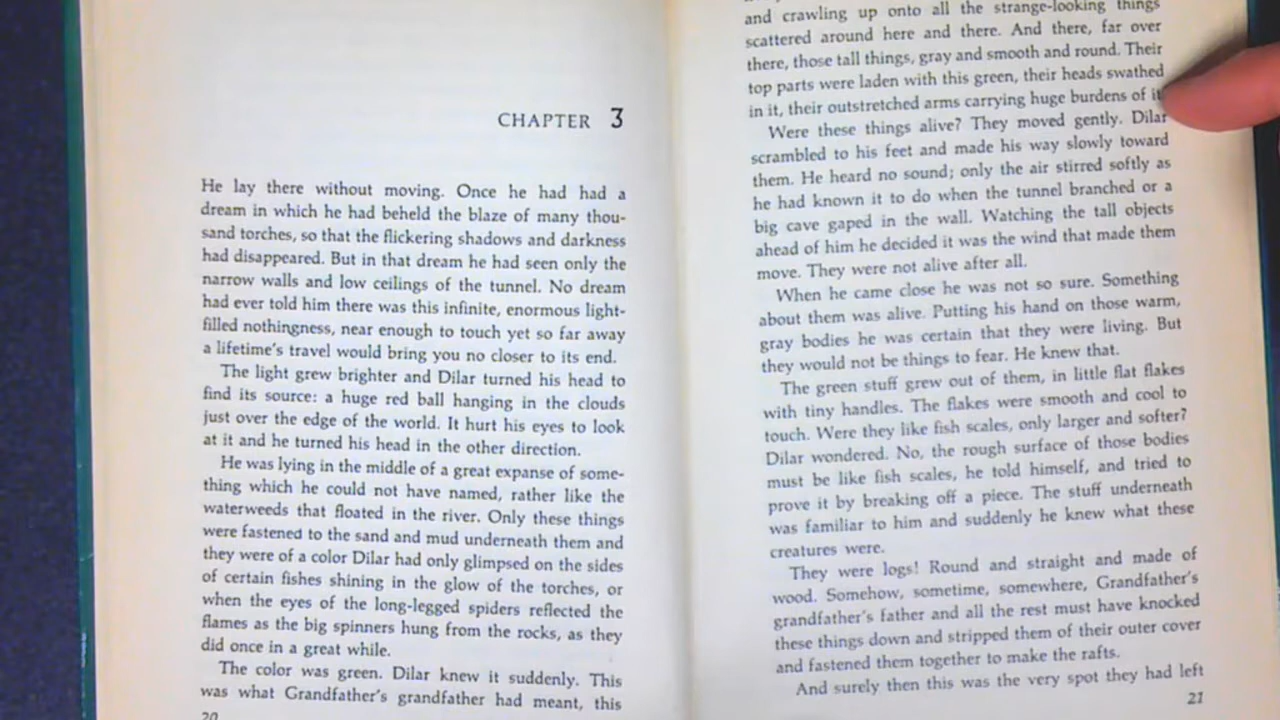 CHAPTER 3
He lay there without moving. Once he had had a
dream in which he had beheld the blaze of many thou-
sand torches, so that the flickering shadows and darkness
had disappeared. But in that dream he had seen only the
narrow walls and low ceilings of the tunnel. No dream
had ever told him there was this infinite, enormous light-
filled nothingness, near enough to touch yet so far away
a lifetime's travel would bring you no closer to its end.
The light grew brighter and Dilar turned his head to
find its source: a huge red ball hanging in the clouds
just over the edge of the world. It hurt his eyes to look
at it and he turned his head in the other direction.
He was lying in the middle of a great expanse of some-
thing which he could not have named, rather like the
waterweeds that floated in the river. Only these things
were fastened to the sand and mud underneath them and
they were of a color Dilar had only glimpsed on the sides
of certain fishes shining in the glow of the torches, or
when the eyes of the long-legged spiders reflected the
flames as the big spinners hung from the rocks, as they
did once in a great while.
The color was green. Dilar knew it suddenly. This
was what Grandfather's grandfather had meant, this
20
and crawling up onto all the strange-looking things
scattered around here and there. And there, far over
there, those tall things, gray and smooth and round. Their
top parts were laden with this green, their heads swathed
in it, their outstretched arms carrying huge burdens of it.
Were these things alive? They moved gently. Dilar
scrambled to his feet and made his way slowly toward
them. He heard no sound; only the air stirred softly as
he had known it to do when the tunnel branched or a
big cave gaped in the wall. Watching the tall objects
ahead of him he decided it was the wind that made them
move. They were not alive after all.
When he came close he was not so sure. Something
about them was alive. Putting his hand on those warm,
gray bodies he was certain that they were living. But
they would not be things to fear. He knew that.
The green stuff grew out of them, in little flat flakes
with tiny handles. The flakes were smooth and cool to
touch. Were they like fish scales, only larger and softer?
Dilar wondered. No, the rough surface of those bodies
must be like fish scales, he told himself, and tried to
prove it by breaking off a piece. The stuff underneath
was familiar to him and suddenly he knew what these
creatures were.
They were logs! Round and straight and made of
wood. Somehow, sometime, somewhere, Grandfather's
grandfather's father and all the rest must have knocked
these things down and stripped them of their outer cover
and fastened them together to make the rafts.
And surely then this was the very spot they had left
21